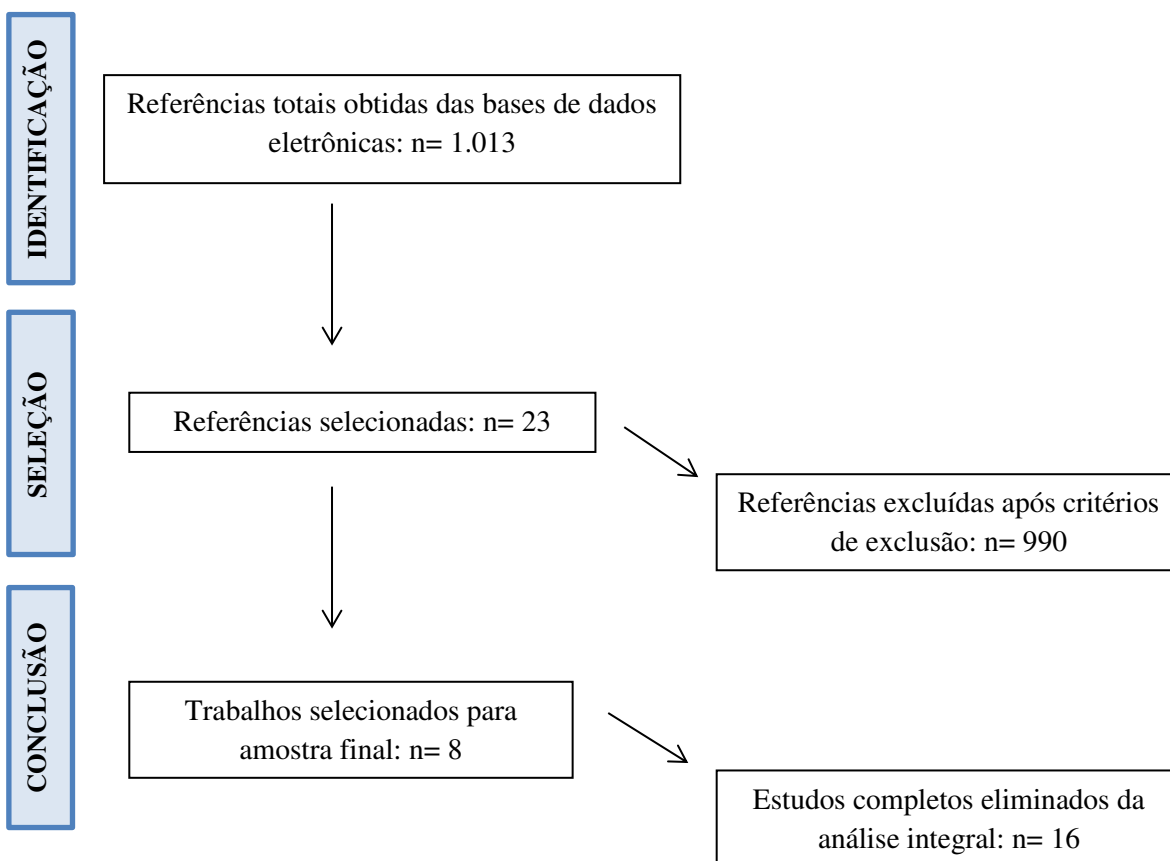 IDENTIFICAÇÃO
Referências totais obtidas das bases de dados
eletrônicas: n= 1.013
SELEÇÃO
Referências selecionadas: n= 23
Referências excluídas após critérios
de exclusão: n= 990
CONCLUSÃO
Trabalhos selecionados para
amostra final: n= 8
Estudos completos eliminados da
análise integral: n= 16